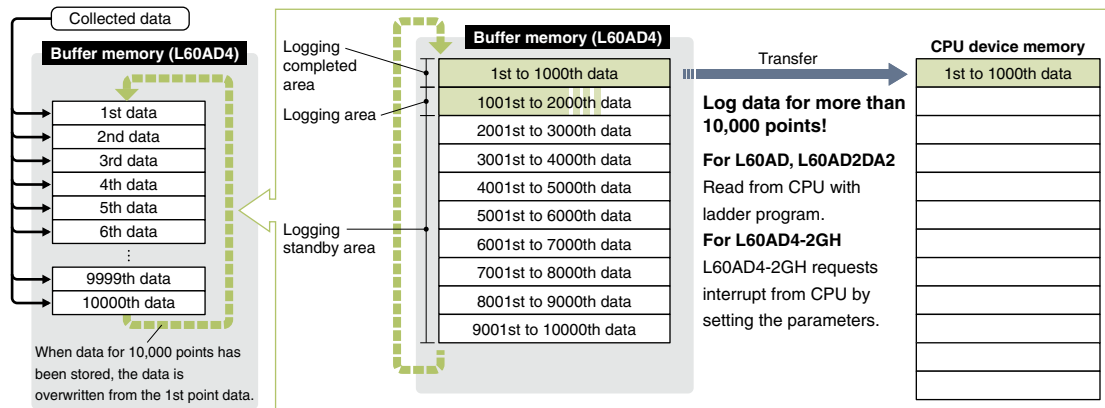 Collected data
Buffer memory (L60AD4)
1st data
2nd data
3rd data
4th data
5th data
6th data
⋮
9999th data
10000th data
When data for 10,000 points has
been stored, the data is
overwritten from the 1st point data.
Logging
completed
area
Logging area
Logging
standby area
Buffer memory (L60AD4)
1st to 1000th data
1001st to 2000th data
2001st to 3000th data
3001st to 4000th data
4001st to 5000th data
5001st to 6000th data
6001st to 7000th data
7001st to 8000th data
8001st to 9000th data
9001st to 10000th data
Transfer
Log data for more than
10,000 points!
For L60AD, L60AD2DA2
Read from CPU with
ladder program.
For L60AD4-2GH
L60AD4-2GH requests
interrupt from CPU by
setting the parameters.
CPU device memory
1st to 1000th data